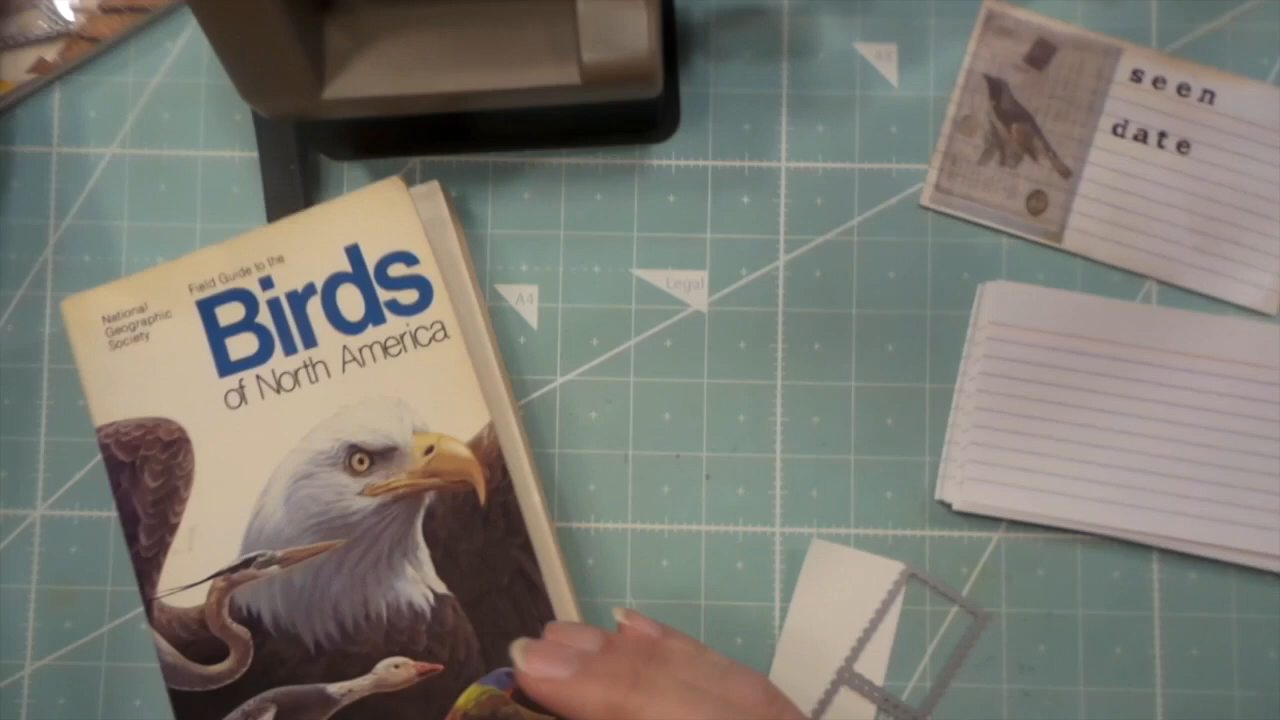 National
Geographic
Society
Field Guide to the
Birds
of North America
A4
Legal
seen
date